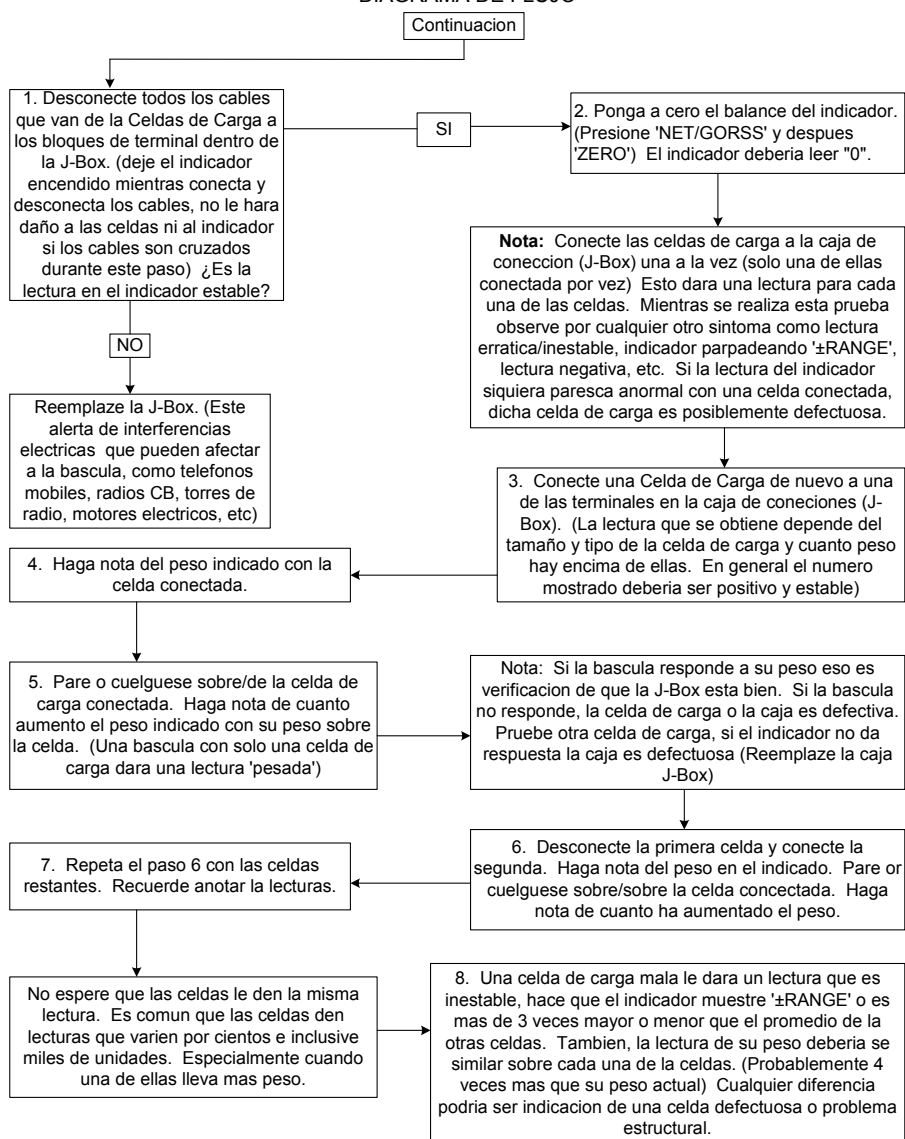 DIAGRAMA DE FLUJO
Continuacion
1. Desconecte todos los cables
que van de la Celdas de Carga a
los bloques de terminal dentro de
la J-Box. (deje el indicador
encendido mientras conecta y
desconecta los cables, no le hara
daño a las celdas ni al indicador
si los cables son cruzados
durante este paso) ¿Es la
lectura en el indicador estable?
SI
2. Ponga a cero el balance del indicador.
(Presione 'NET/GORSS' y despues
'ZERO') El indicador deberia leer "0".
NO
Nota: Conecte las celdas de carga a la caja de
coneccion (J-Box) una a la vez (solo una de ellas
conectada por vez) Esto dara una lectura para cada
una de las celdas. Mientras se realiza esta prueba
observe por cualquier otro sintoma como lectura
erratica/inestable, indicador parpadeando '±RANGE',
lectura negativa, etc. Si la lectura del indicador
siquiera paresca anormal con una celda conectada,
dicha celda de carga es posiblemente defectuosa.
Reemplaze la J-Box. (Este
alerta de interferencias
electricas que pueden afectar
a la bascula, como telefonos
mobiles, radios CB, torres de
radio, motores electricos, etc)
3. Conecte una Celda de Carga de nuevo a una
de las terminales en la caja de coneciones (J-
Box). (La lectura que se obtiene depende del
tamaño y tipo de la celda de carga y cuanto peso
hay encima de ellas. En general el numero
mostrado deberia ser positivo y estable)
4. Haga nota del peso indicado con la
celda conectada.
5. Pare o cuelguese sobre/de la celda de
carga conectada. Haga nota de cuanto
aumento el peso indicado con su peso sobre
la celda. (Una bascula con solo una celda de
carga dara una lectura 'pesada')
Nota: Si la bascula responde a su peso eso es
verificacion de que la J-Box esta bien. Si la bascula
no responde, la celda de carga o la caja es defectiva.
Pruebe otra celda de carga, si el indicador no da
respuesta la caja es defectuosa (Reemplaze la caja
J-Box)
6. Desconecte la primera celda y conecte la
segunda. Haga nota del peso en el indicado. Pare or
cuelguese sobre/sobre la celda concectada. Haga
nota de cuanto ha aumentado el peso.
7. Repeta el paso 6 con las celdas
restantes. Recuerde anotar la lecturas.
No espere que las celdas le den la misma
lectura. Es comun que las celdas den
lecturas que varien por cientos e inclusive
miles de unidades. Especialmente cuando
una de ellas lleva mas peso.
8. Una celda de carga mala le dara un lectura que es
inestable, hace que el indicador muestre '±RANGE' o es
mas de 3 veces mayor o menor que el promedio de la
otras celdas. Tambien, la lectura de su peso deberia se
similar sobre cada una de la celdas. (Probablemente 4
veces mas que su peso actual) Cualquier diferencia
podria ser indicacion de una celda defectuosa o problema
estructural.